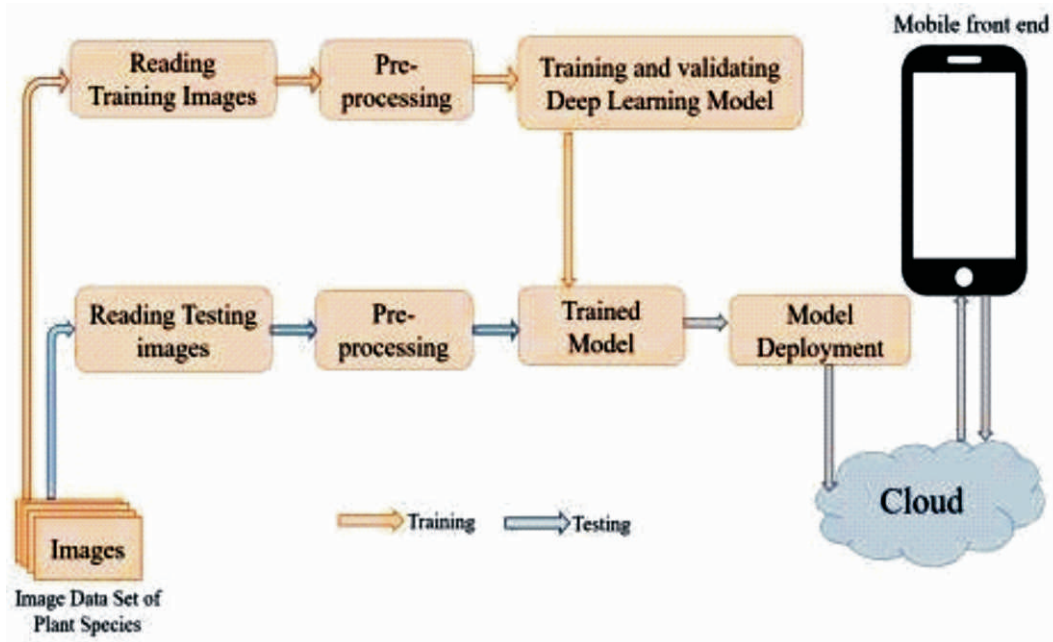 Mobile front end
Reading
Training Images
Pre-
processing
Training and validating
Deep Learning Model
Reading Testing
images
Pre-
processing
Trained
Model
Model
Deployment
Cloud
Training
Testing
Images
Image Data Set of
Plant Species